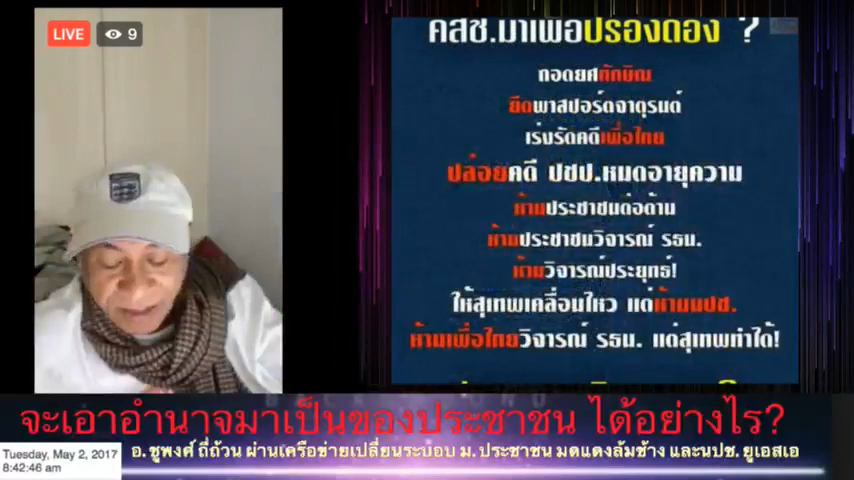 LIVE 9
คสช.มาเพื่อปรองดอง ?
ถอดยศทักษิณ
ยึดพาสปอร์ตจาตุรนต์
เร่งรัดคดีเพื่อไทย
ปล่อยคดี ปชป.หมดอายุความ
ห้ามประชาชนต่อต้าน
ห้ามประชาชนวิจารณ์ รธน.
ห้ามวิจารณ์ประยุทธ์!
ให้สุเทพเคลื่อนไหว แต่ห้ามนปช.
ห้ามเพื่อไทยวิจารณ์ รธน. แต่สุเทพทำได้!
จะเอาอำนาจมาเป็นของประชาชน ได้อย่างไร?
อ. ชูพงศ์ ถี่ถ้วน ผ่านเครือข่ายเปลี่ยนระบอบ ม. ประชาชน มดแดงล้มช้าง และนปช. ยูเอสเอ
Tuesday, May 2, 2017
8:42:46 am